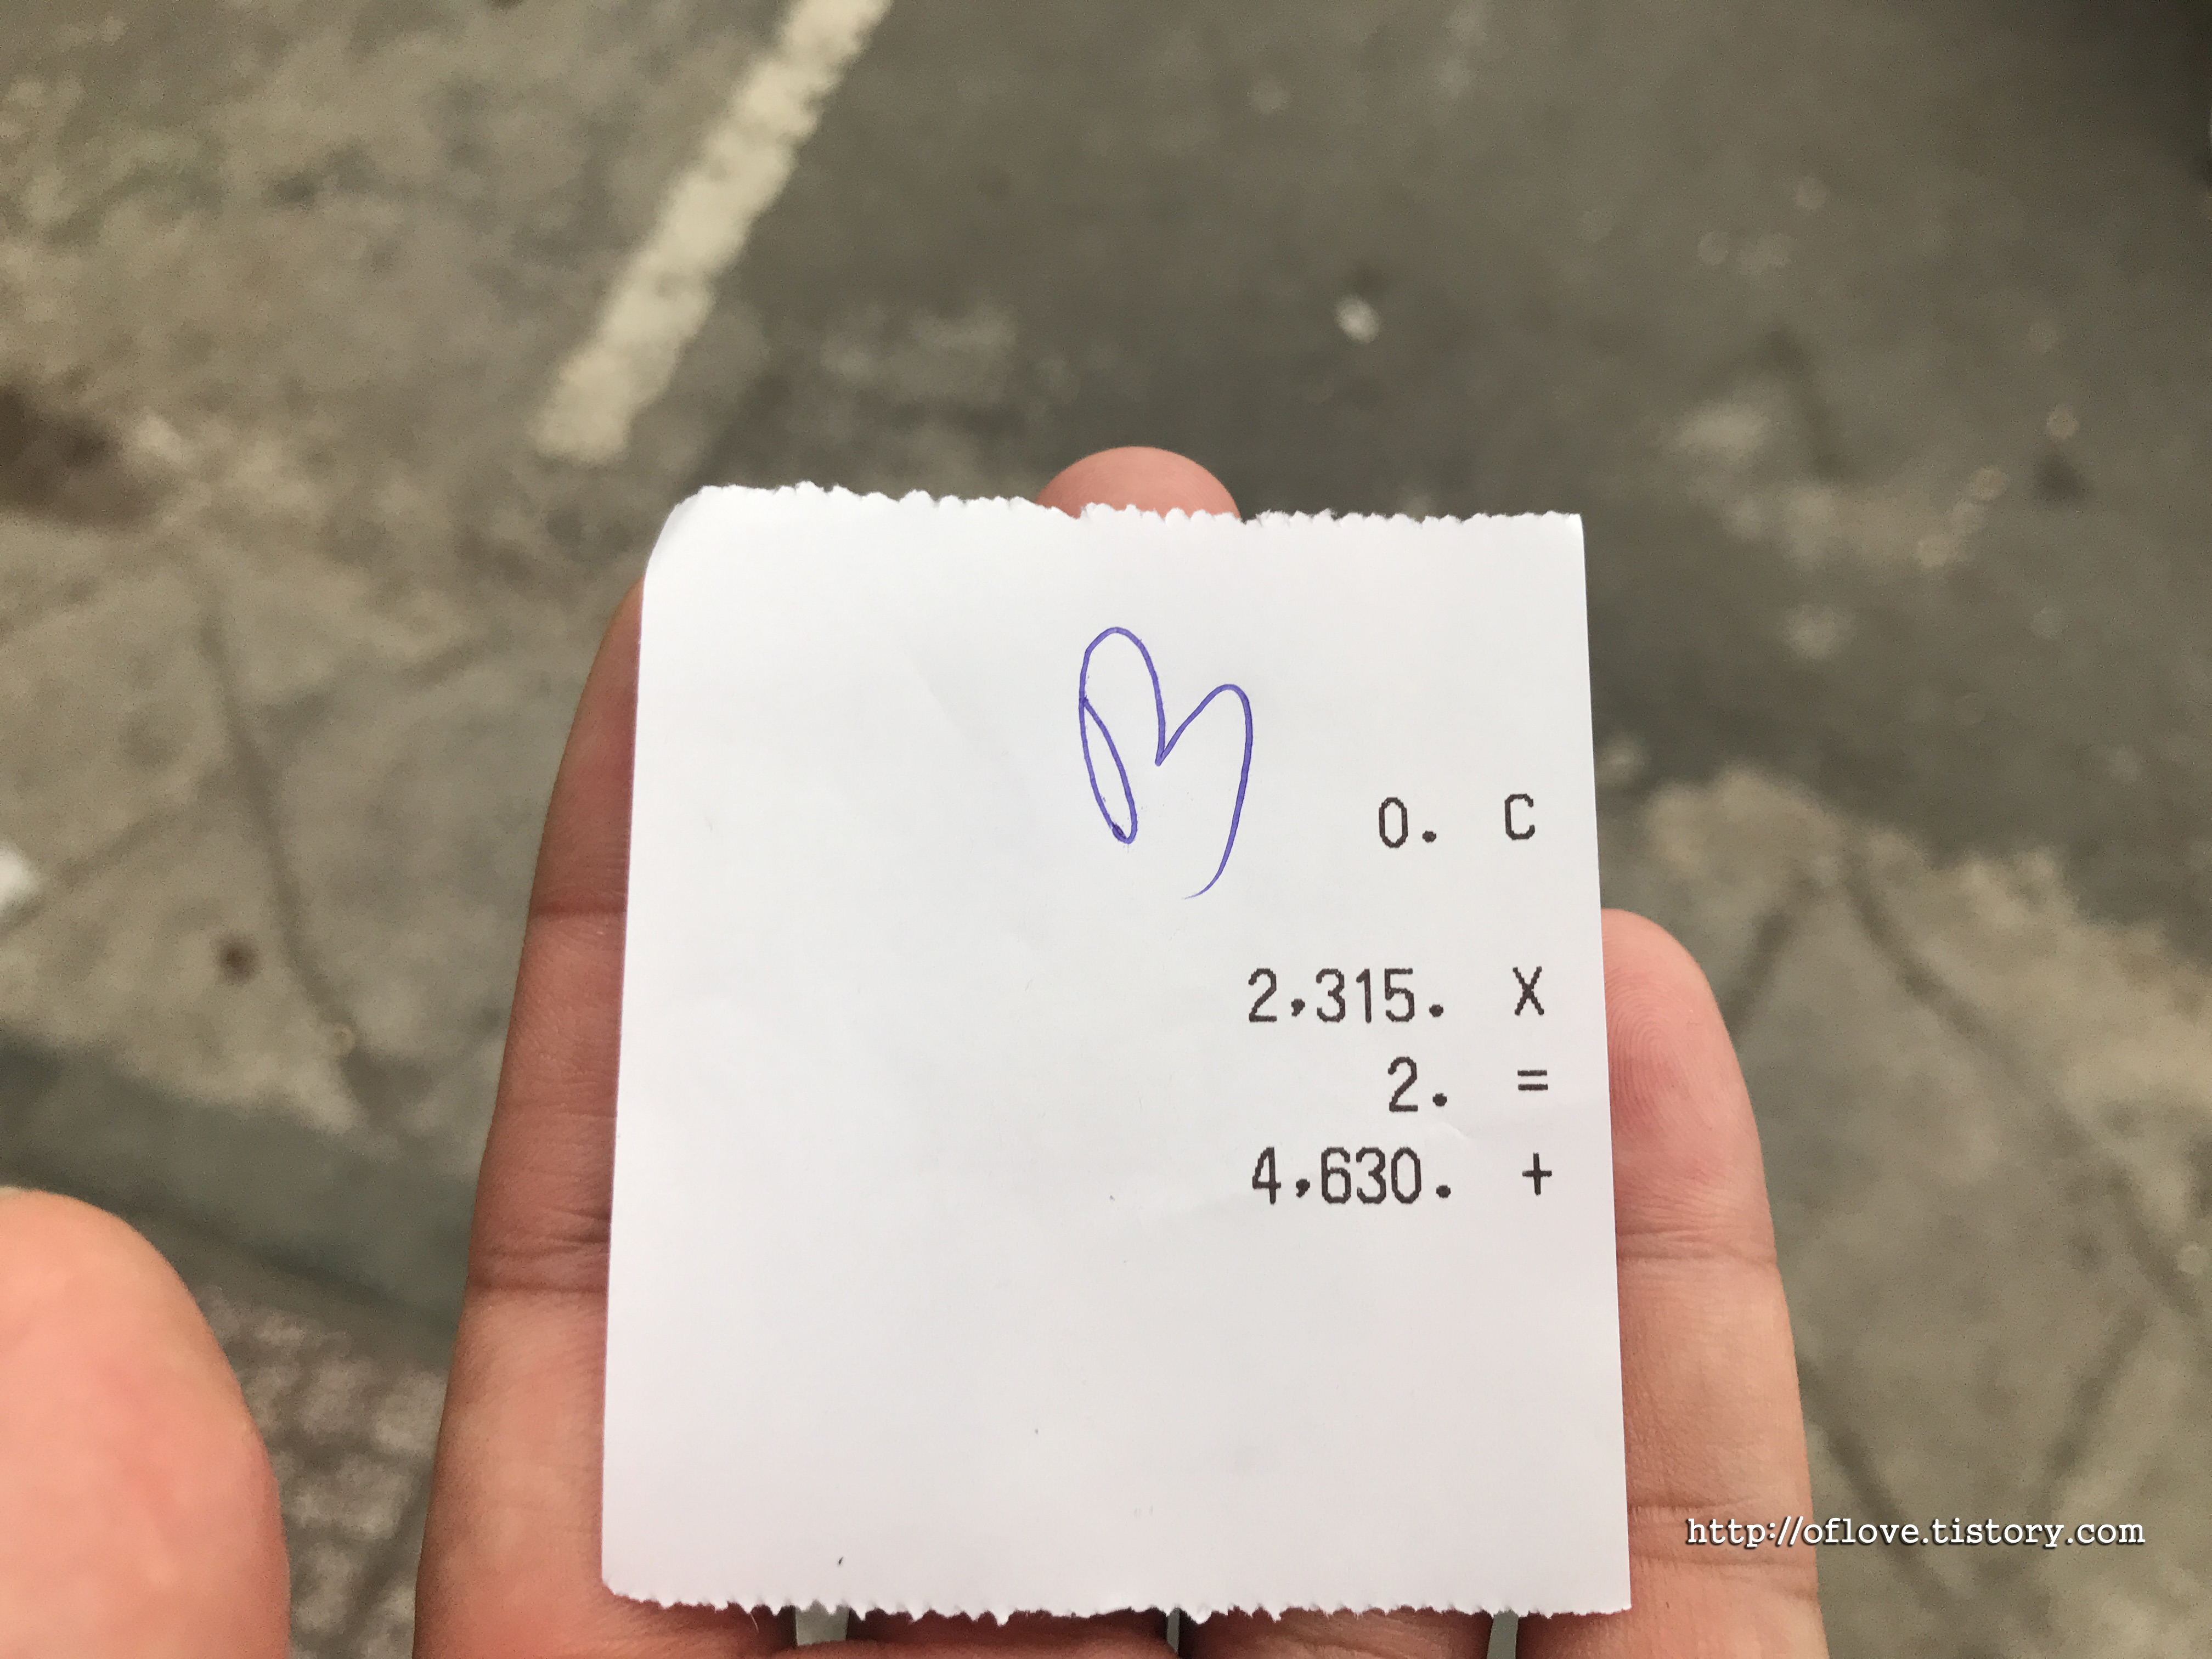 0. C
2,315. X
2. =
4,630. +
http://oflove.tistory.com